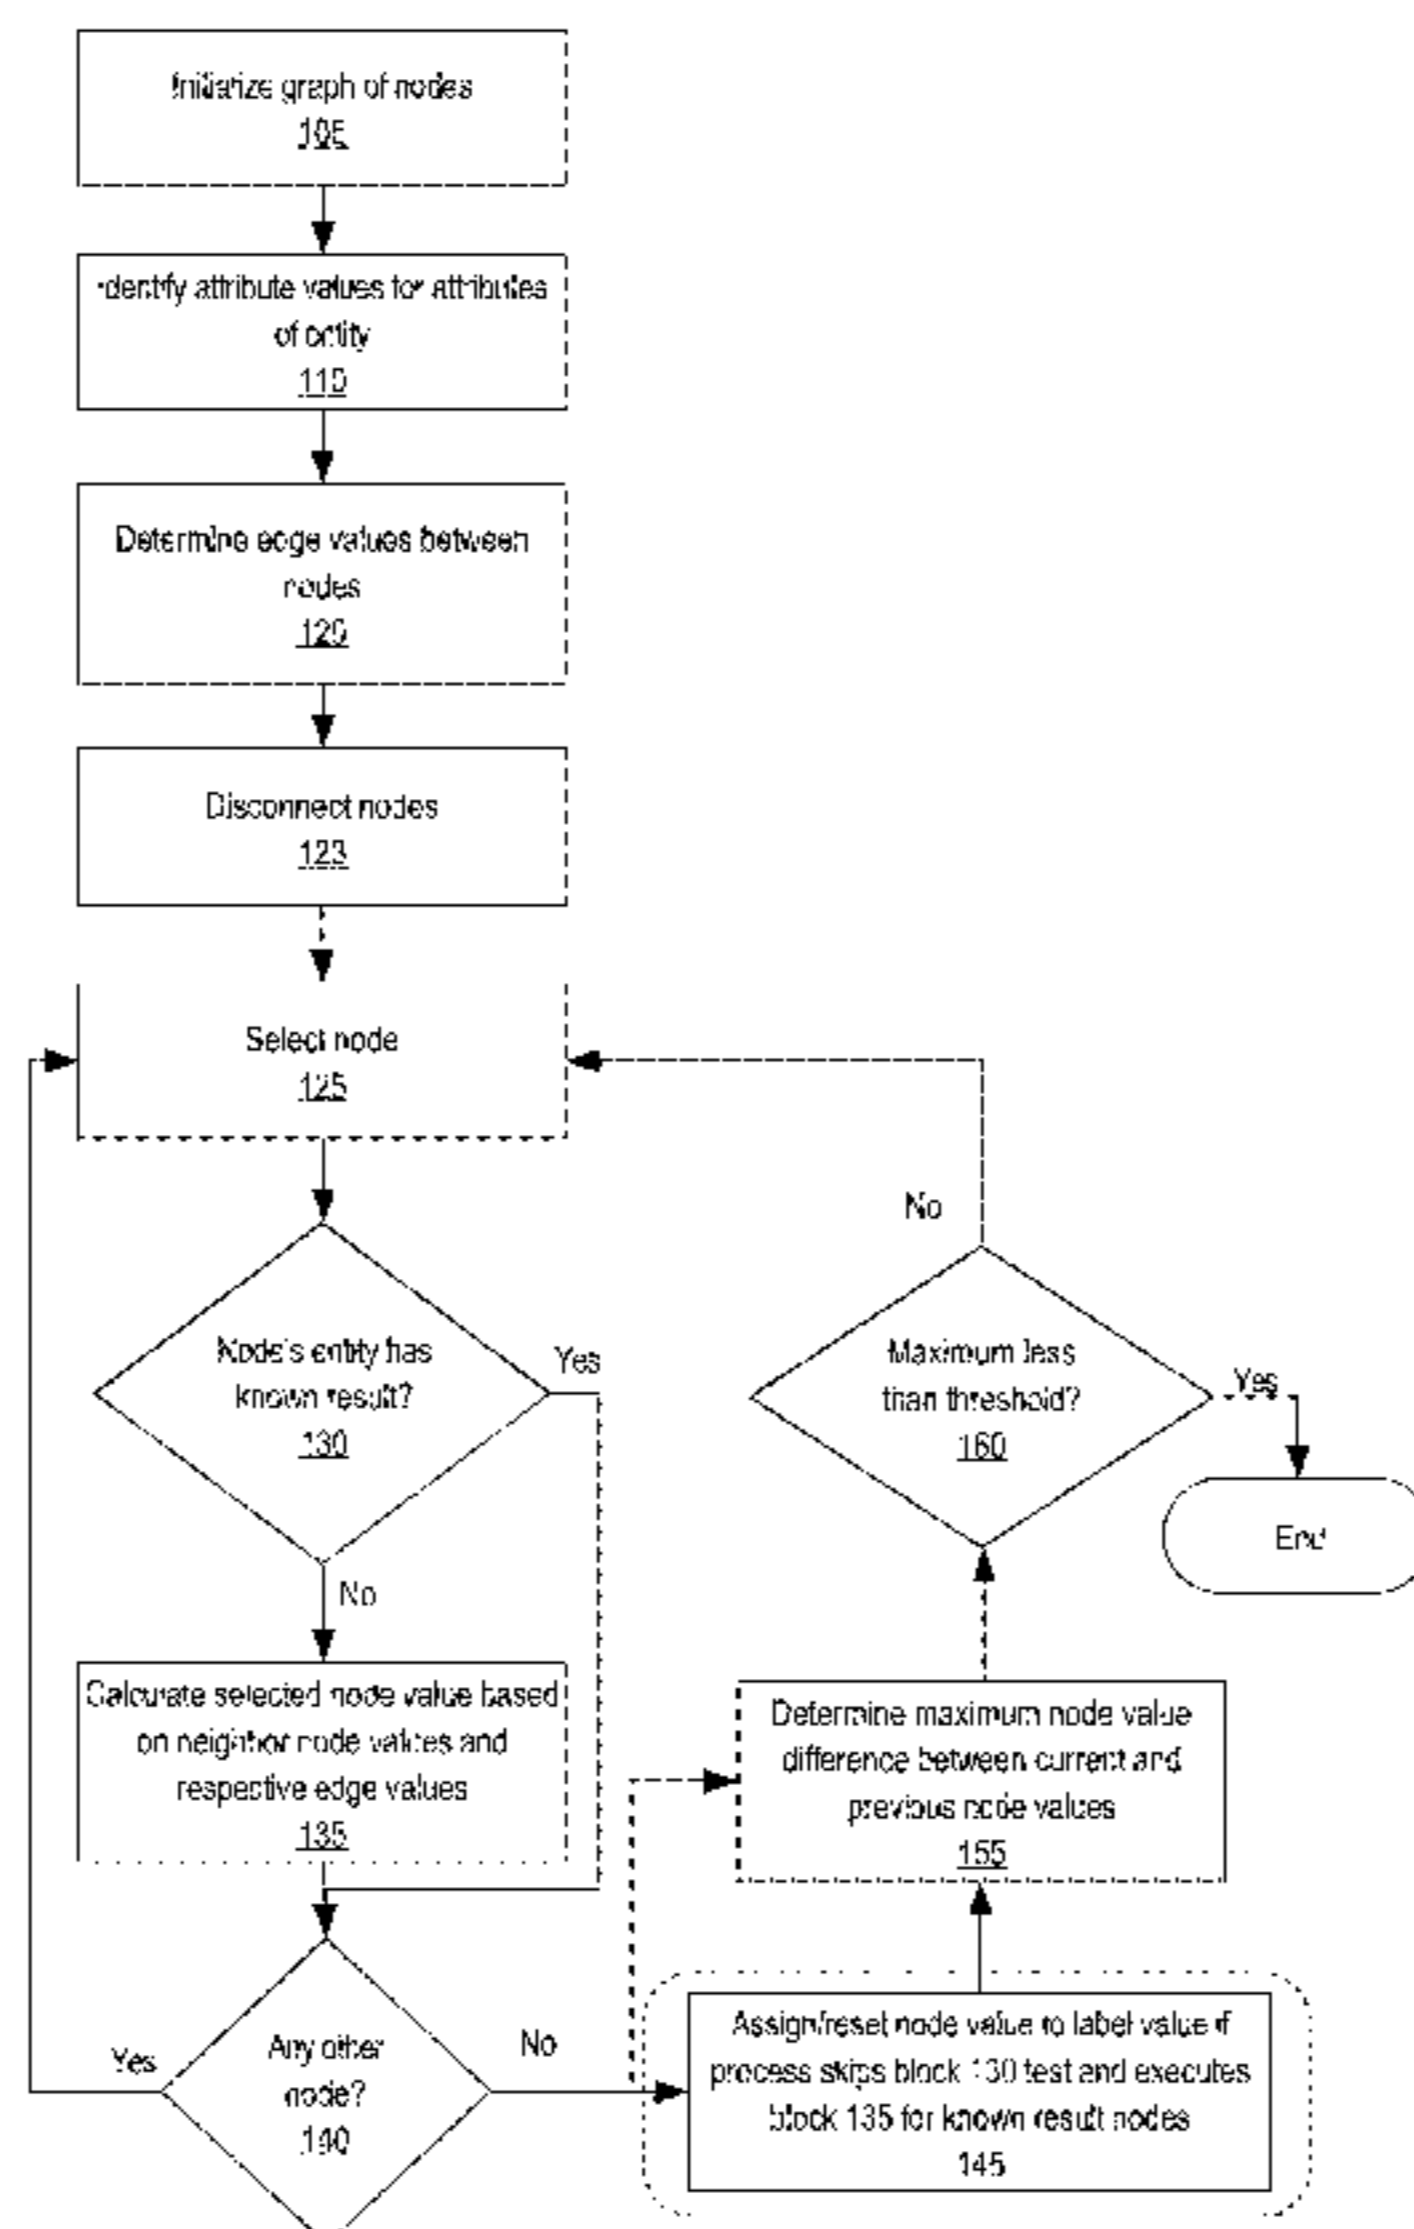 Initialize graph of nodes
105
Identify attribute values for attributes
of entity
110
Determine edge values between
nodes
120
Disconnect nodes
123
Select node
125
Node's entity has
known result?
130
Yes
No
Calculate selected node value based
on neighbor node values and
respective edge values
135
Any other
node?
140
Yes
No
Assign/reset node value to label value if
process skips block 130 test and executes
block 135 for known result nodes
145
Determine maximum node value
difference between current and
previous node values
155
Maximum less
than threshold?
160
No
Yes
End